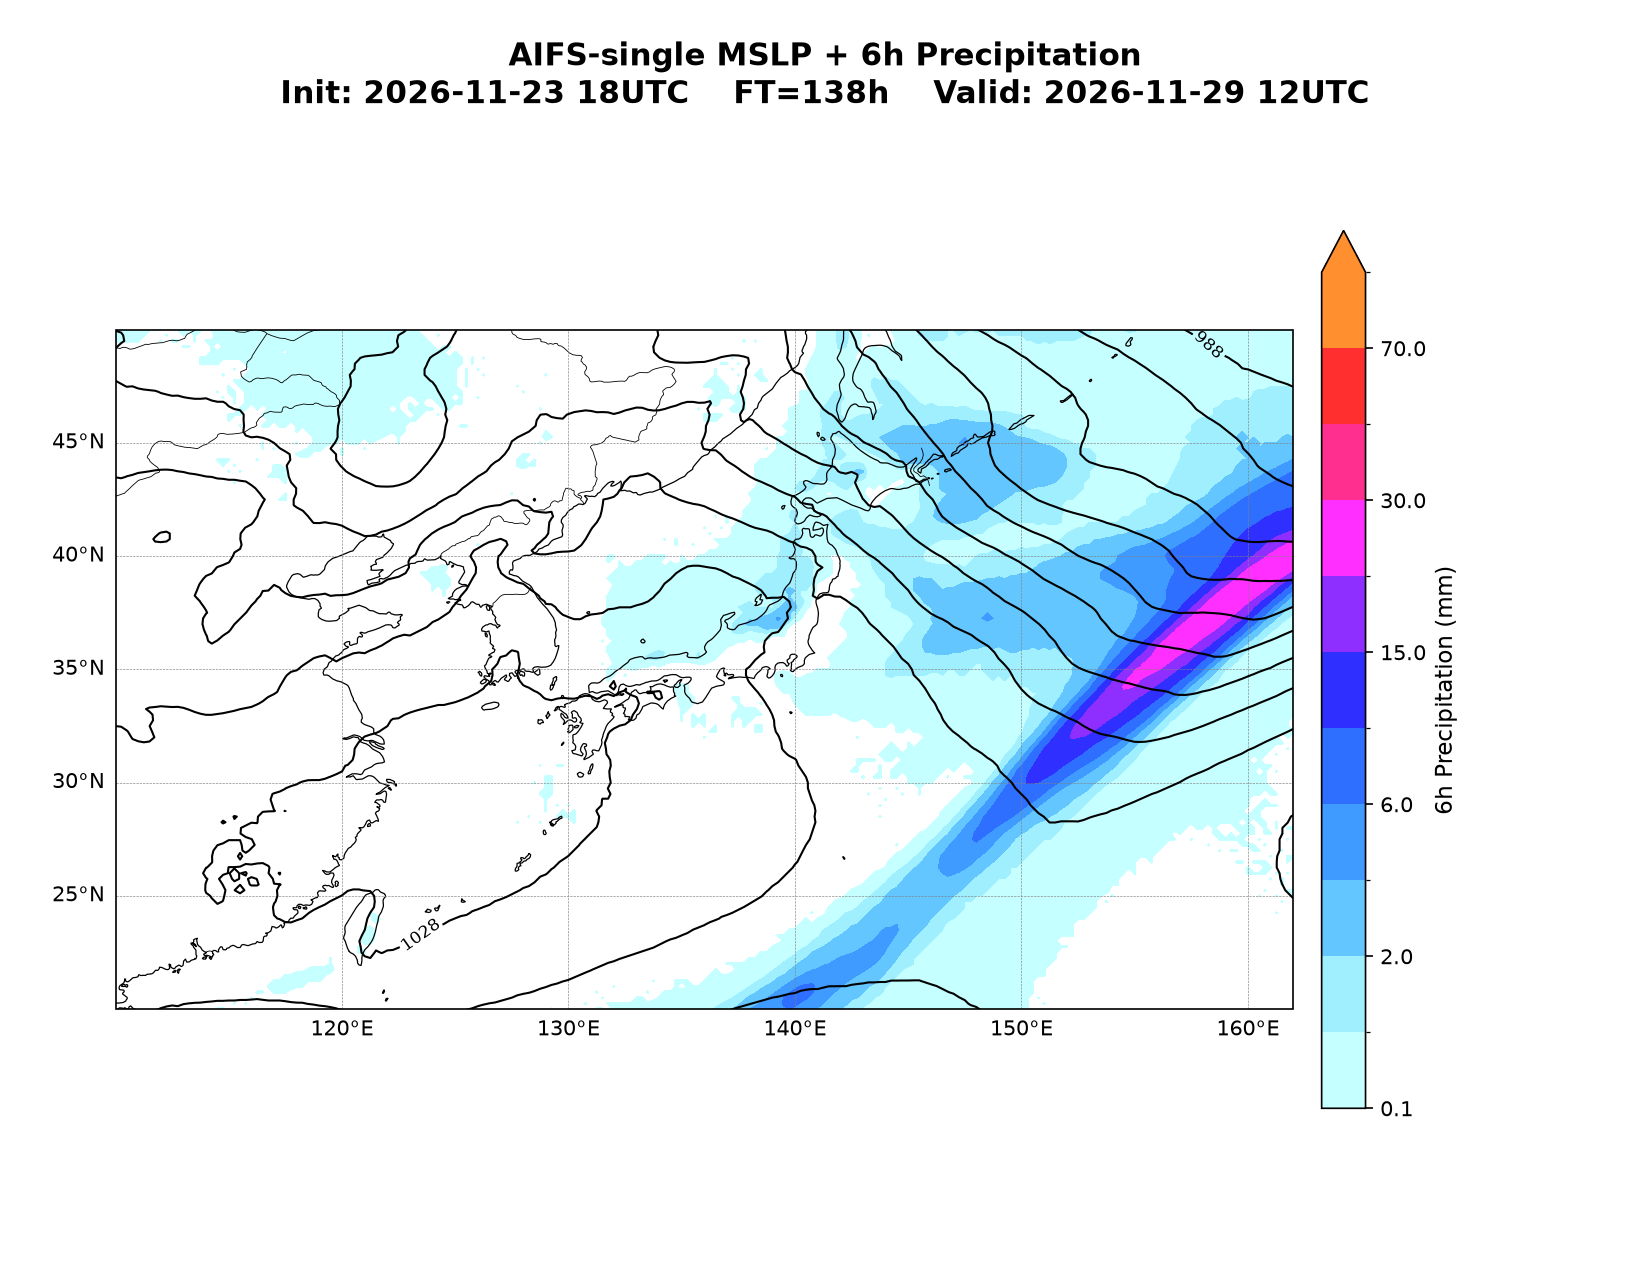 AIFS-single MSLP + 6h Precipitation
Init: 2026-11-23 18UTC    FT=138h    Valid: 2026-11-29 12UTC
988
1028
45°N
40°N
35°N
30°N
25°N
120°E
130°E
140°E
150°E
160°E
70.0
30.0
15.0
6.0
2.0
0.1
6h Precipitation (mm)